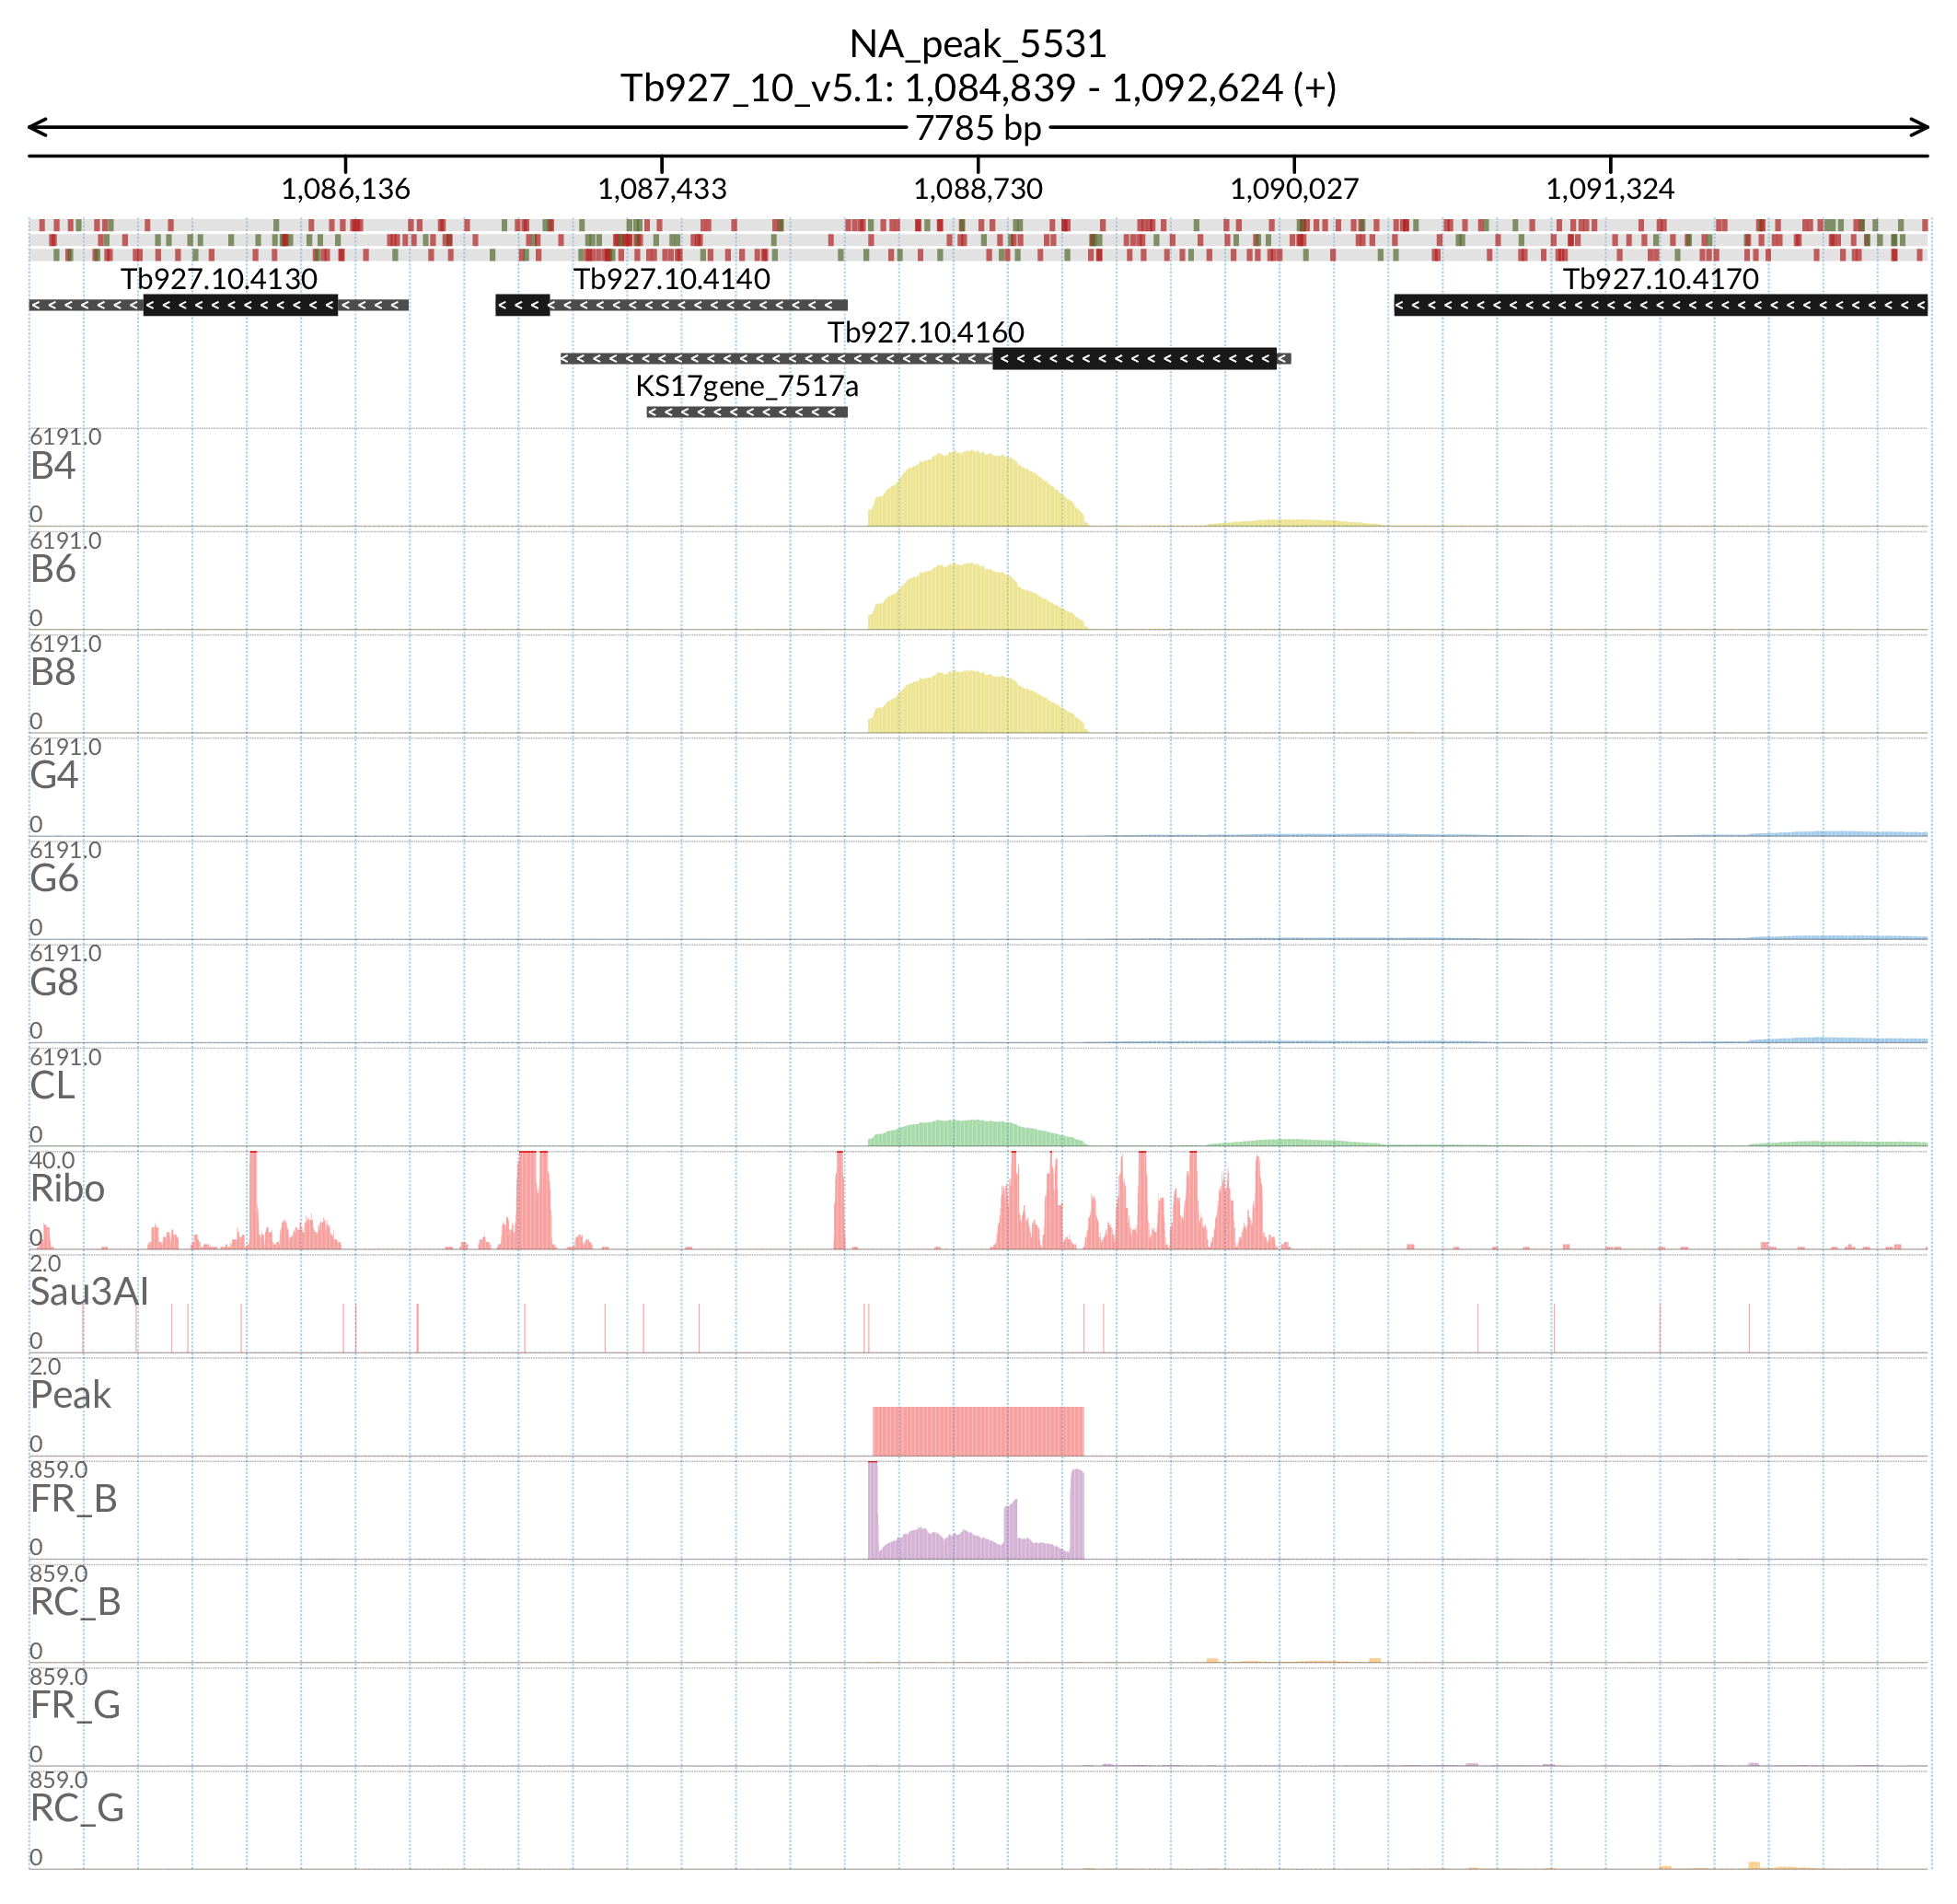 NA_peak_5531
Tb927_10_v5.1: 1,084,839 - 1,092,624 (+)
7785 bp
1,086,136 1,087,433 1,088,730 1,090,027 1,091,324
Tb927.10.4130 Tb927.10.4140 Tb927.10.4170
Tb927.10.4160
KS17gene_7517a
6191.0
B4
0
6191.0
B6
0
6191.0
B8
0
6191.0
G4
0
6191.0
G6
0
6191.0
G8
0
6191.0
CL
0
40.0
Ribo
0
2.0
Sau3AI
0
2.0
Peak
0
859.0
FR_B
0
859.0
RC_B
0
859.0
FR_G
0
859.0
RC_G
0